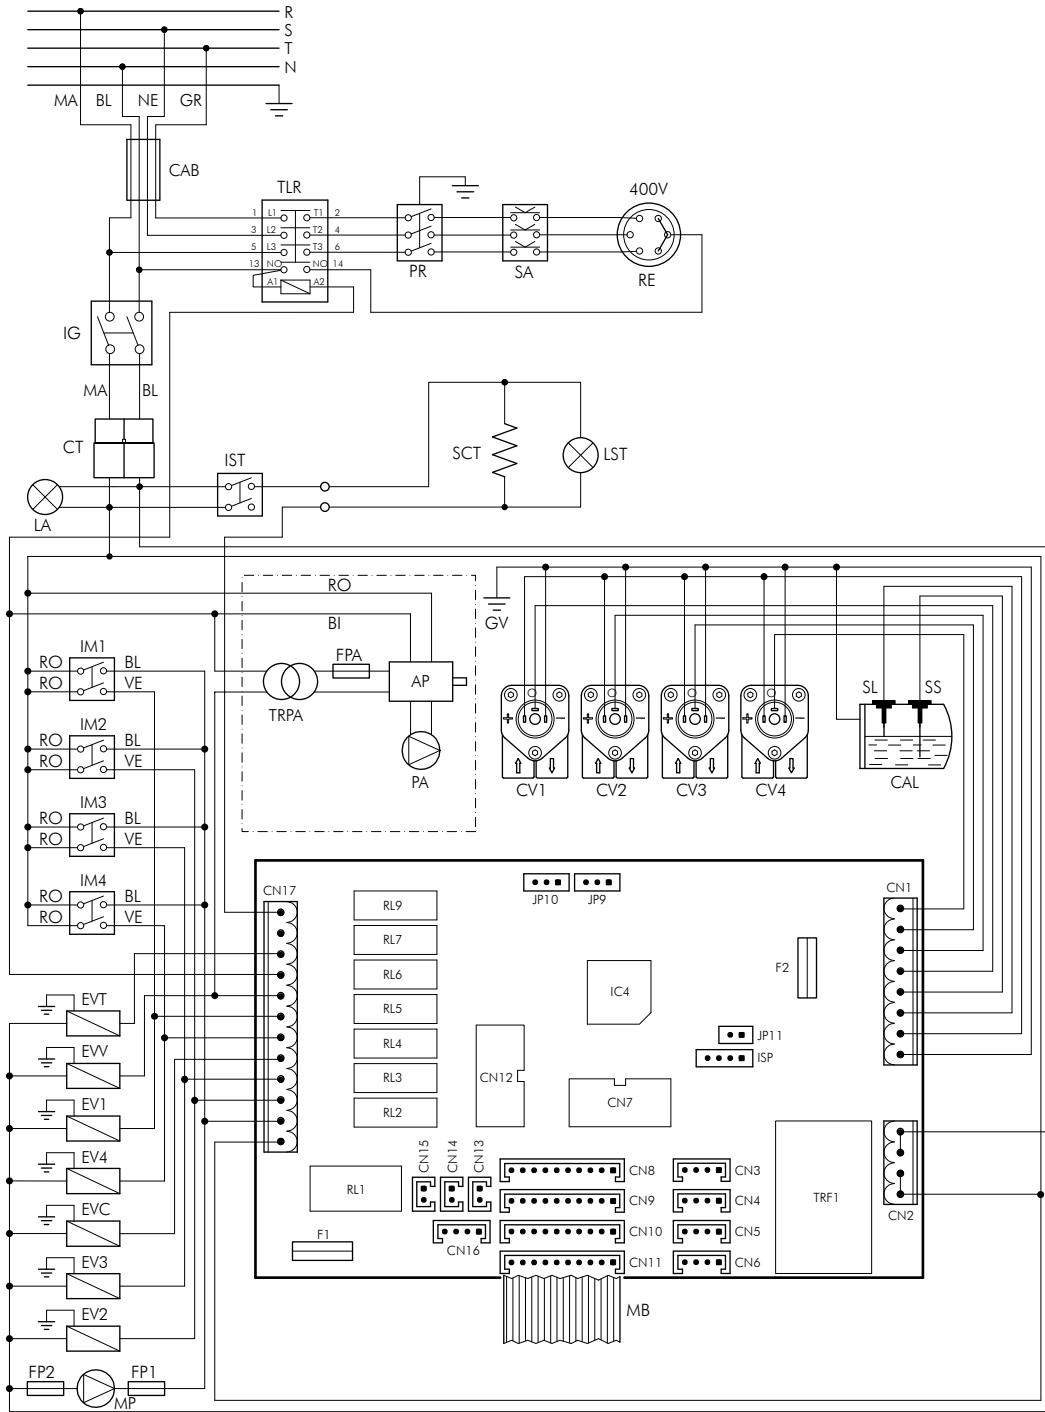 R
S
T
N
MA BL NE GR
CAB
TLR
400V
1 L1 T1 2
3 L2 T2 4
5 L3 T3 6
13 NO NO 14
A1 A2
PR
SA
RE
IG
MA BL
CT
IST
SCT
LST
LA
RO
BI
GV
IM1
RO BL
RO VE
FPA
AP
TRPA
PA
IM2
RO BL
RO VE
IM3
RO BL
RO VE
IM4
RO BL
RO VE
SL SS
+ −
+ −
+ −
+ −
CV1
CV2
CV3
CV4
CAL
CN17
RL9
RL7
RL6
RL5
RL4
RL3
RL2
JP10
JP9
CN1
F2
IC4
JP11
ISP
CN12
CN7
EVT
EVV
EV1
EV4
EVC
EV3
EV2
CN15
CN14
CN13
RL1
F1
CN16
CN8
CN9
CN10
CN11
CN3
CN4
CN5
CN6
TRF1
CN2
MB
FP2
FP1
MP